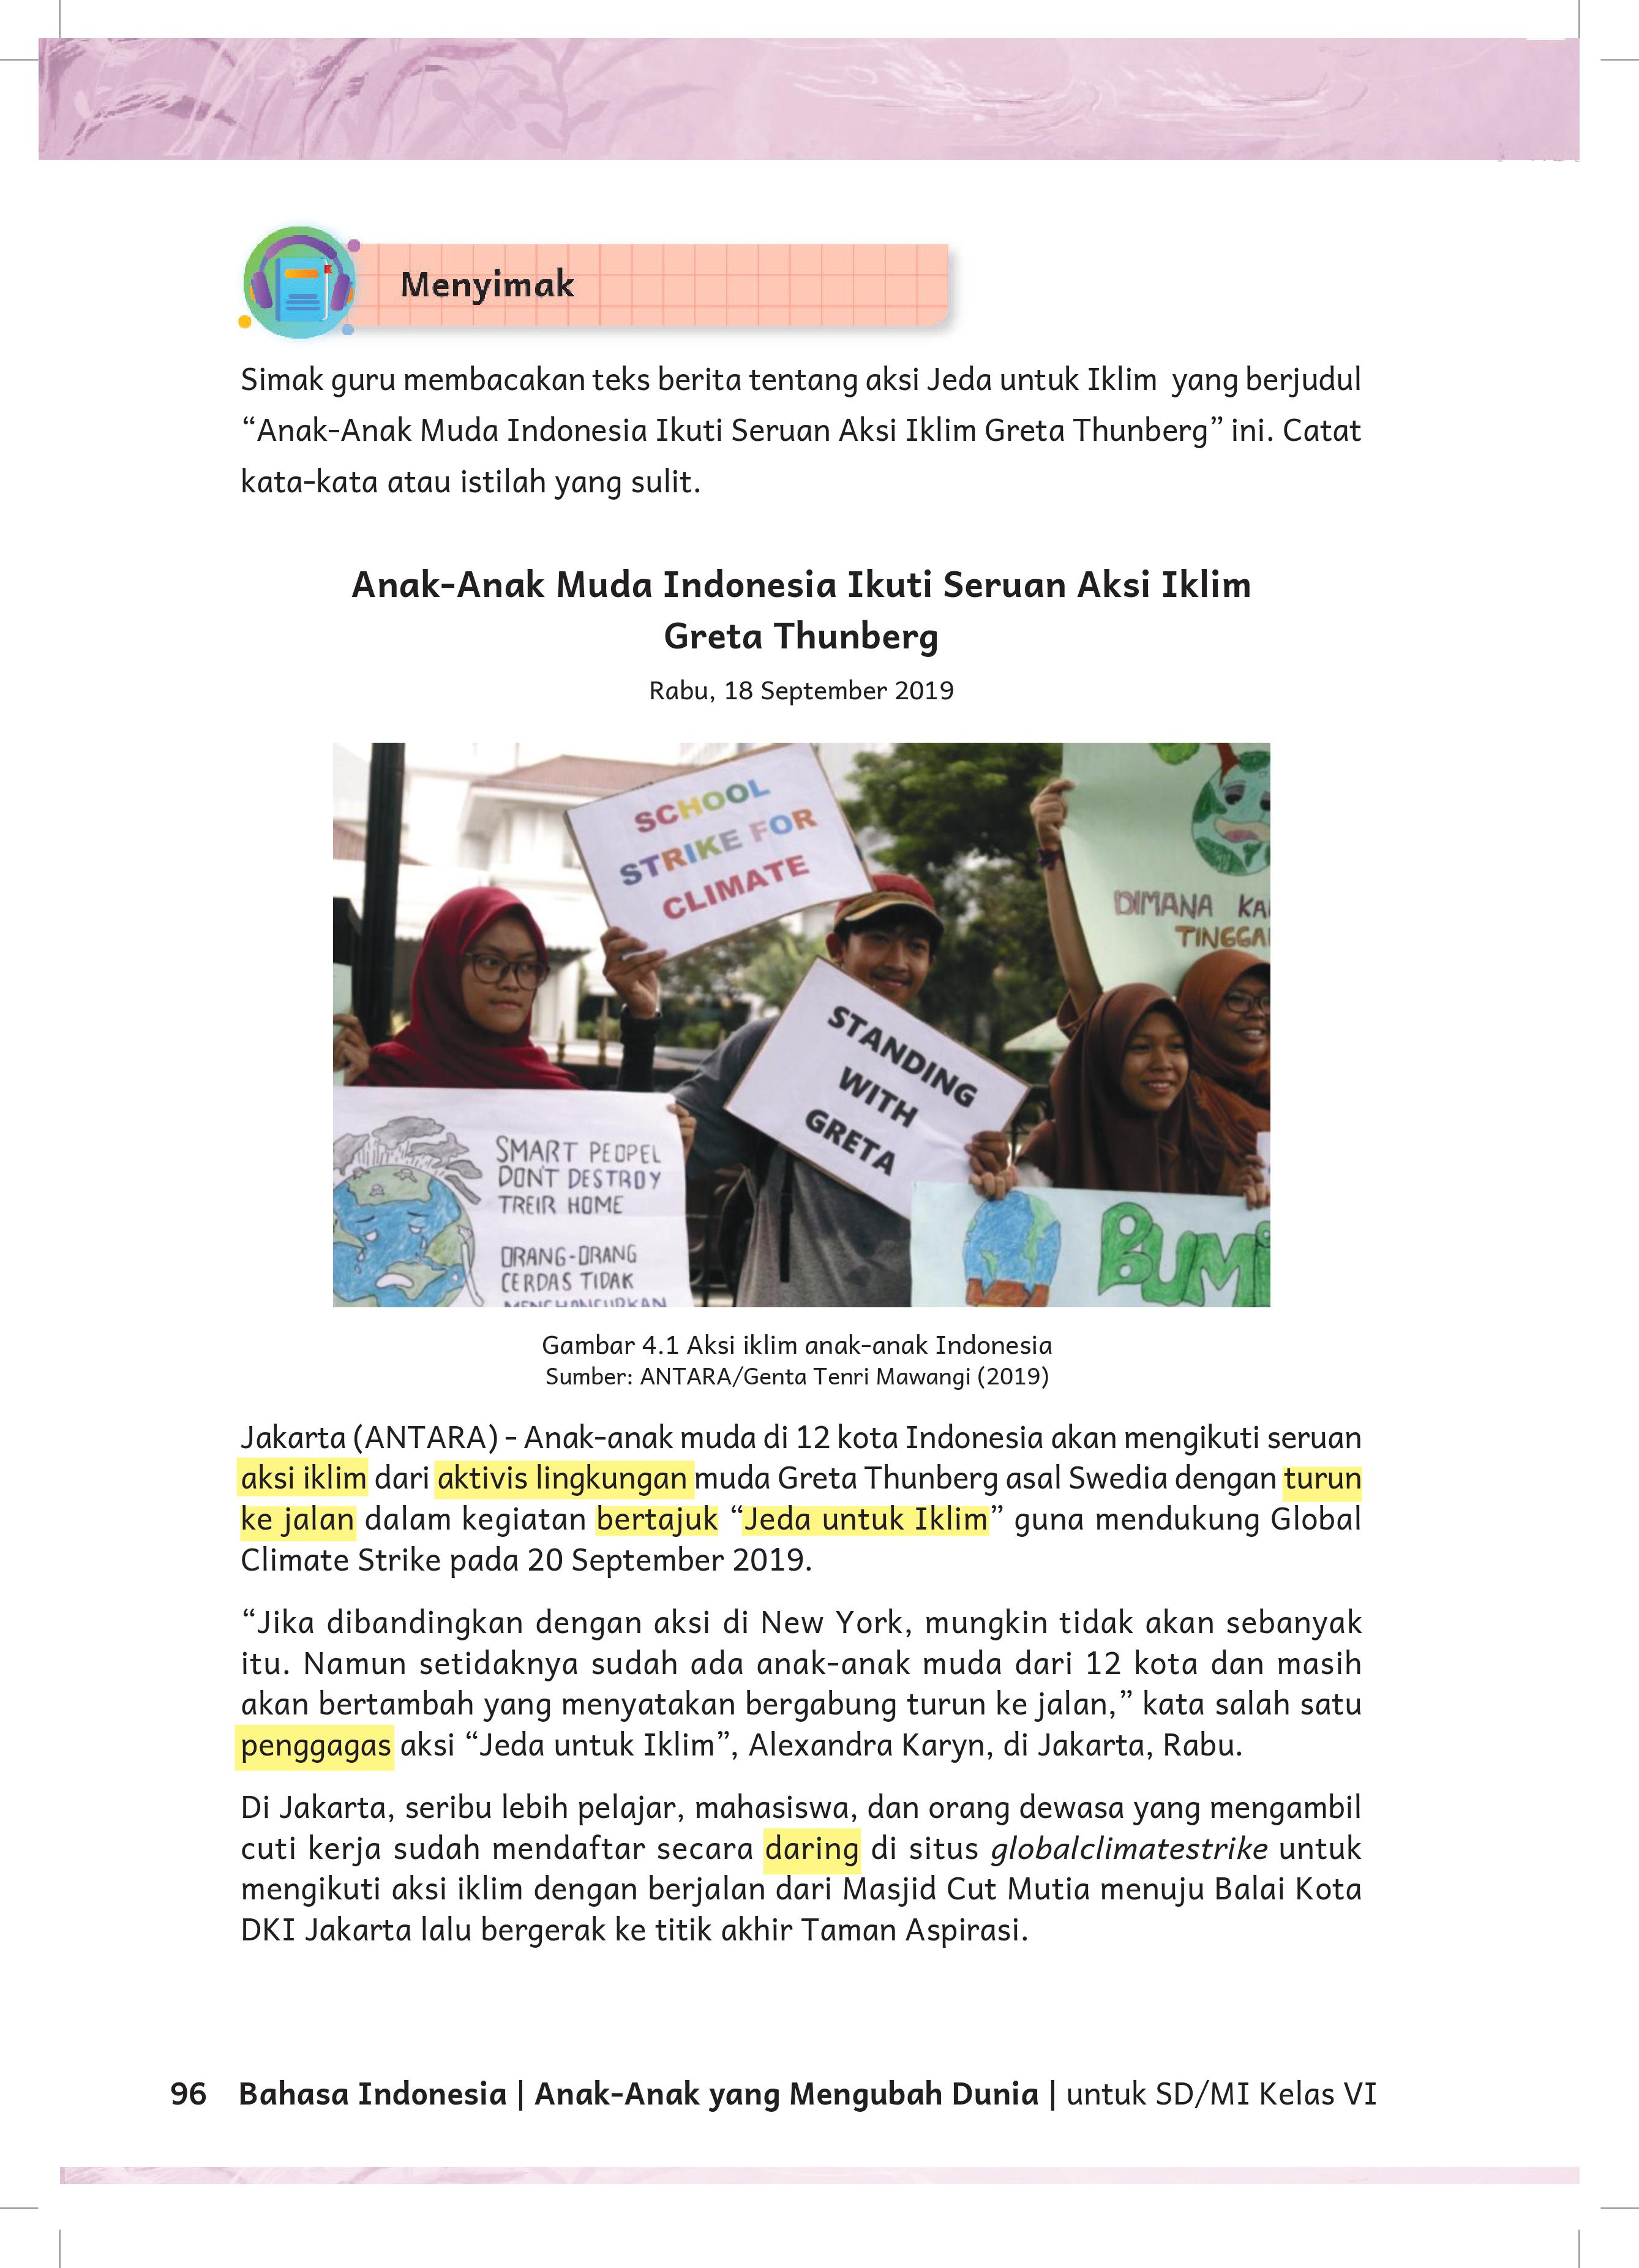 Menyimak
Simak guru membacakan teks berita tentang aksi Jeda untuk Iklim yang berjudul
“Anak-Anak Muda Indonesia Ikuti Seruan Aksi Iklim Greta Thunberg” ini. Catat
kata-kata atau istilah yang sulit.
Anak-Anak Muda Indonesia Ikuti Seruan Aksi Iklim
Greta Thunberg
Rabu, 18 September 2019
SCHOOL
STRIKE FOR
CLIMATE
DIMANA KA
TINGGA
STANDING
WITH
GRETA
SMART PEOPEL
DON'T DESTROY
TREIR HOME
ORANG-ORANG
CERDAS TIDAK
MENGHANCURKAN
BUMI
Gambar 4.1 Aksi iklim anak-anak Indonesia
Sumber: ANTARA/Genta Tenri Mawangi (2019)
Jakarta (ANTARA) - Anak-anak muda di 12 kota Indonesia akan mengikuti seruan
aksi iklim dari aktivis lingkungan muda Greta Thunberg asal Swedia dengan turun
ke jalan dalam kegiatan bertajuk “Jeda untuk Iklim” guna mendukung Global
Climate Strike pada 20 September 2019.
“Jika dibandingkan dengan aksi di New York, mungkin tidak akan sebanyak
itu. Namun setidaknya sudah ada anak-anak muda dari 12 kota dan masih
akan bertambah yang menyatakan bergabung turun ke jalan,” kata salah satu
penggagas aksi “Jeda untuk Iklim”, Alexandra Karyn, di Jakarta, Rabu.
Di Jakarta, seribu lebih pelajar, mahasiswa, dan orang dewasa yang mengambil
cuti kerja sudah mendaftar secara daring di situs globalclimatestrike untuk
mengikuti aksi iklim dengan berjalan dari Masjid Cut Mutia menuju Balai Kota
DKI Jakarta lalu bergerak ke titik akhir Taman Aspirasi.
96 Bahasa Indonesia | Anak-Anak yang Mengubah Dunia | untuk SD/MI Kelas VI